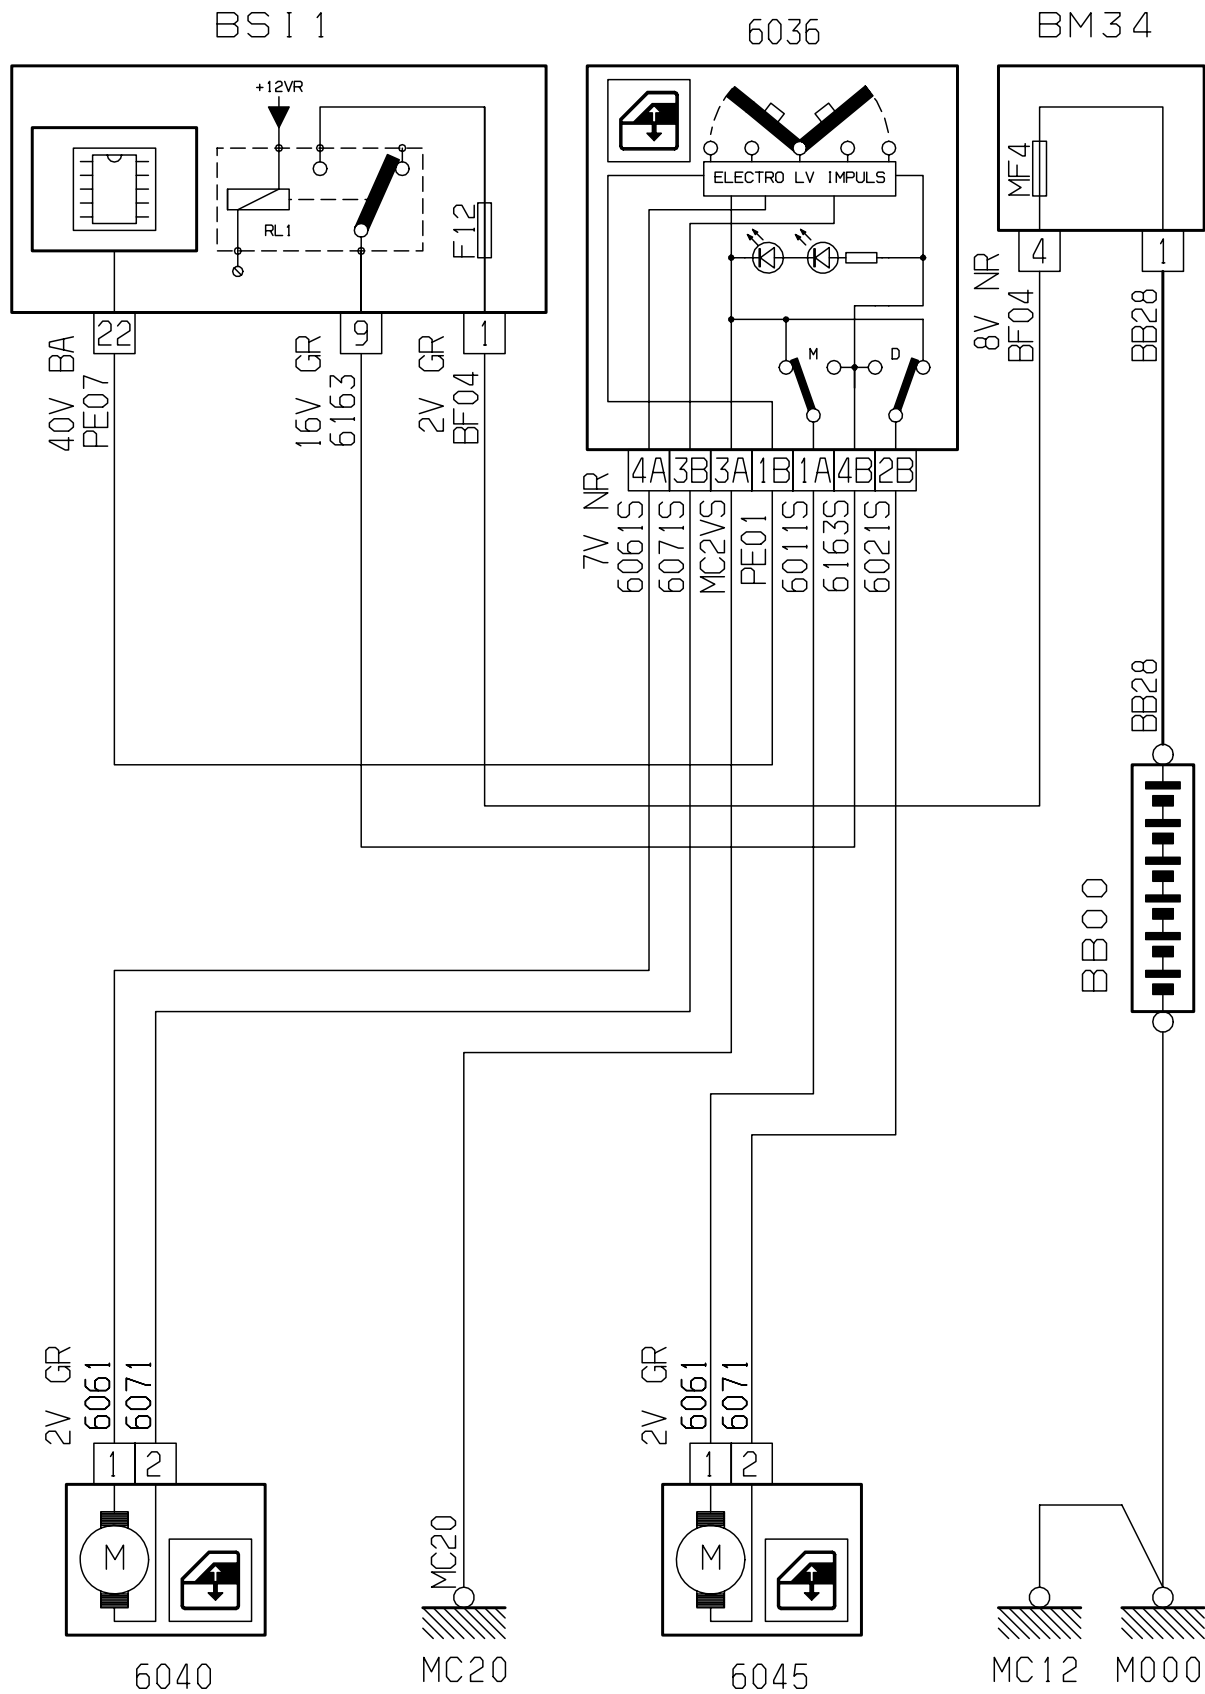 BSI1
6036
BM34
+12VR
RL1
F12
ELECTRO LV IMPULS
M
D
MF4
4
1
22
9
1
40V BA
PE07
16V GR
6163
2V GR
BF04
8V NR
BF04
BB28
4A
3B
3A
1B
1A
4B
2B
7V NR
6061S
6071S
MC2VS
PE01
6011S
6163S
6021S
BB28
BB00
2V GR
6061
6071
2V GR
6061
6071
1
2
1
2
M
M
MC20
6040
MC20
6045
MC12
M000